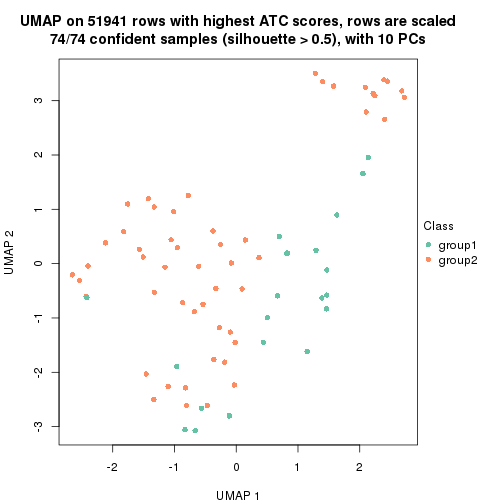 UMAP on 51941 rows with highest ATC scores, rows are scaled
74/74 confident samples (silhouette > 0.5), with 10 PCs
3
2
1
0
-1
-2
-3
UMAP 2
-2
-1
0
1
2
UMAP 1
Class
group1
group2